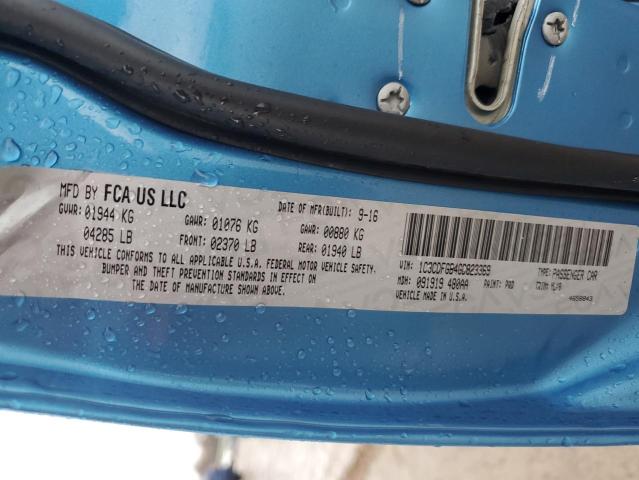 MFD BY FCA US LLC
DATE OF MFR(BUILT): 9-16
GVWR: 01944 KG
GAWR: 01076 KG
GAWR: 00880 KG
04285 LB
FRONT: 02370 LB
REAR: 01940 LB
THIS VEHICLE CONFORMS TO ALL APPLICABLE U.S.A. FEDERAL MOTOR VEHICLE SAFETY,
BUMPER AND THEFT PREVENTION STANDARDS IN EFFECT ON
THE DATE OF MANUFACTURE SHOWN ABOVE.
VIN: 1C3CDFGB4GD823369
TYPE: PASSENGER CAR
MDH: 091919 480AA
PAINT: PQD
VEHICLE MADE IN U.S.A.